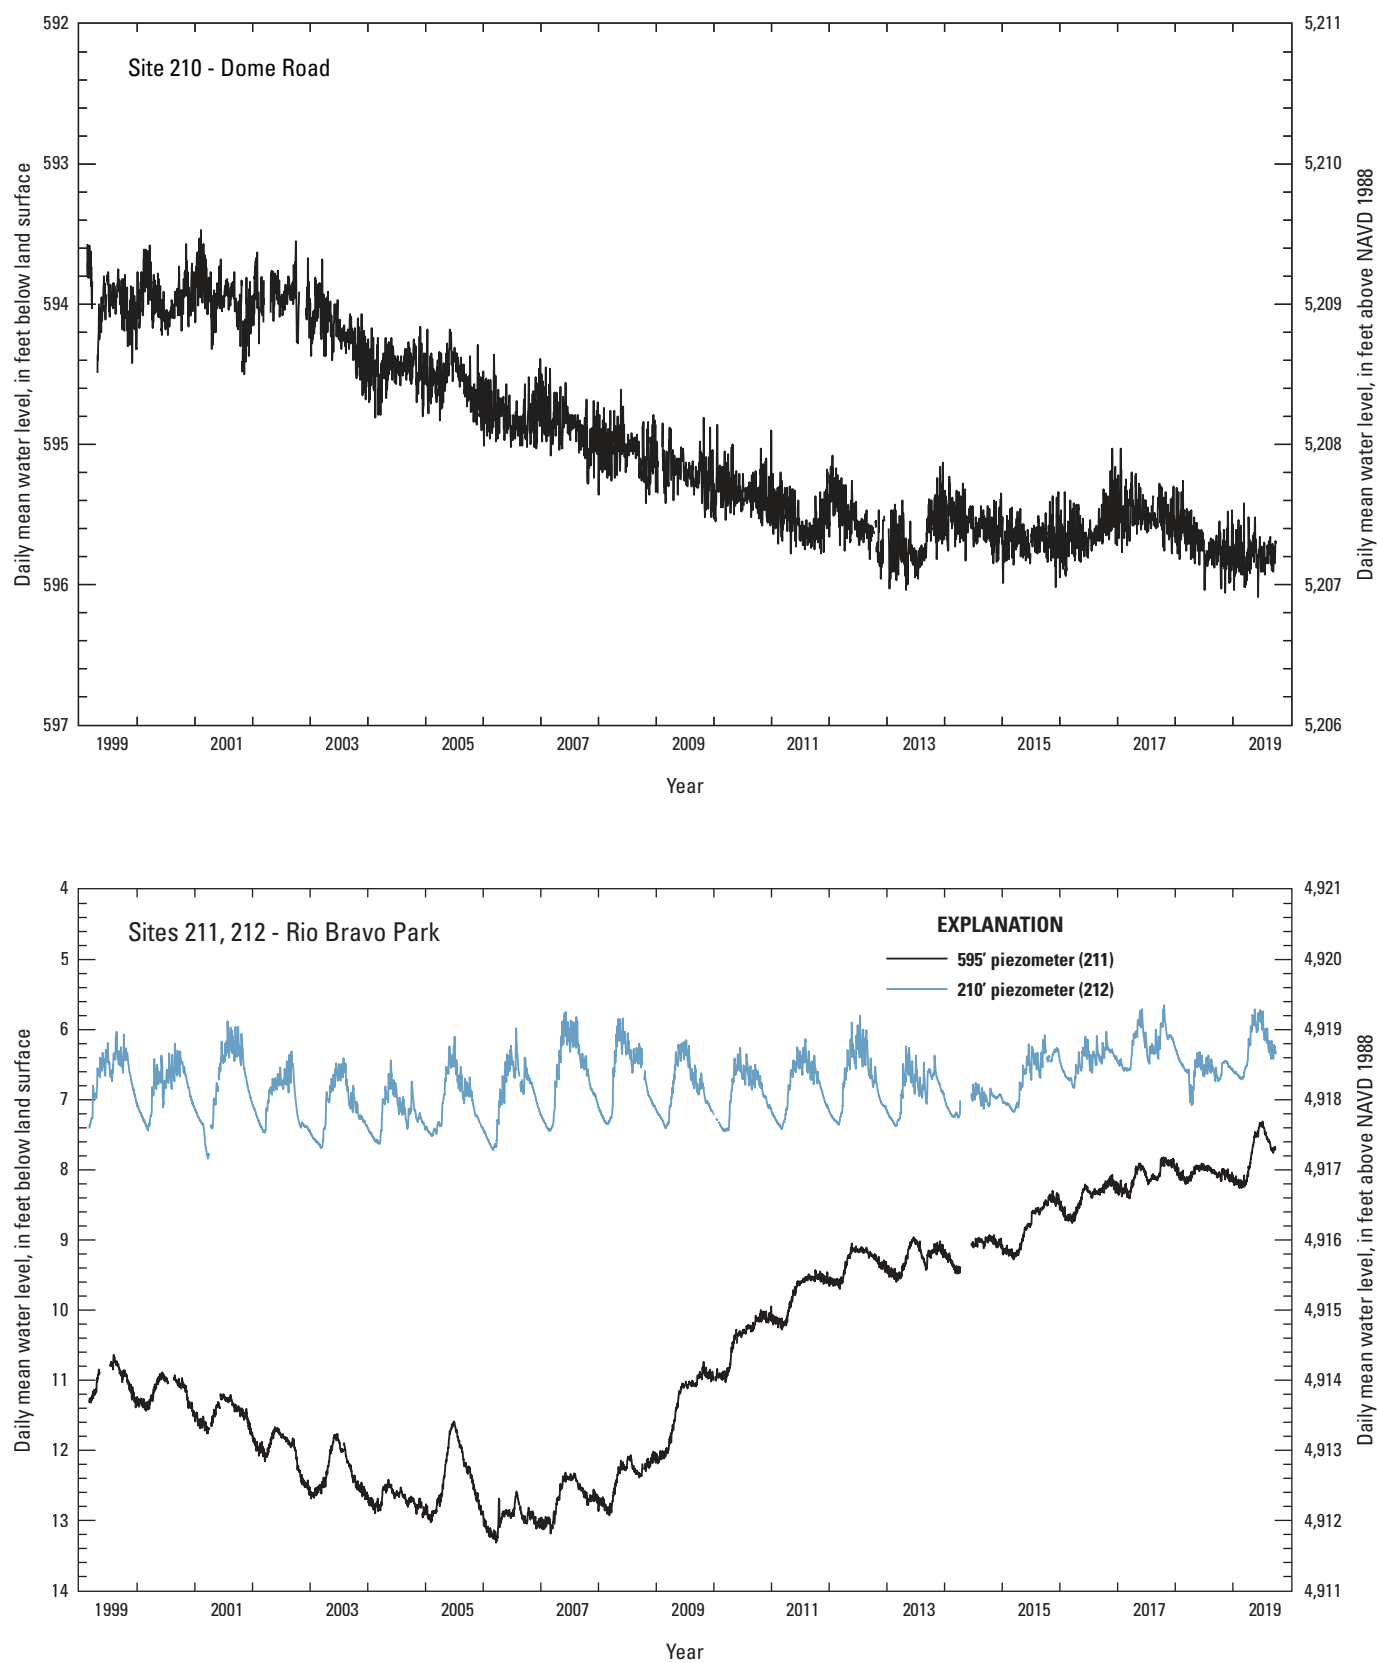 Site 210 - Dome Road
Daily mean water level, in feet below land surface
592
593
594
595
596
597
Daily mean water level, in feet above NAVD 1988
5,211
5,210
5,209
5,208
5,207
5,206
1999 2001 2003 2005 2007 2009 2011 2013 2015 2017 2019
Year
Sites 211, 212 - Rio Bravo Park
EXPLANATION
595’ piezometer (211)
210’ piezometer (212)
Daily mean water level, in feet below land surface
4
5
6
7
8
9
10
11
12
13
14
Daily mean water level, in feet above NAVD 1988
4,921
4,920
4,919
4,918
4,917
4,916
4,915
4,914
4,913
4,912
4,911
1999 2001 2003 2005 2007 2009 2011 2013 2015 2017 2019
Year